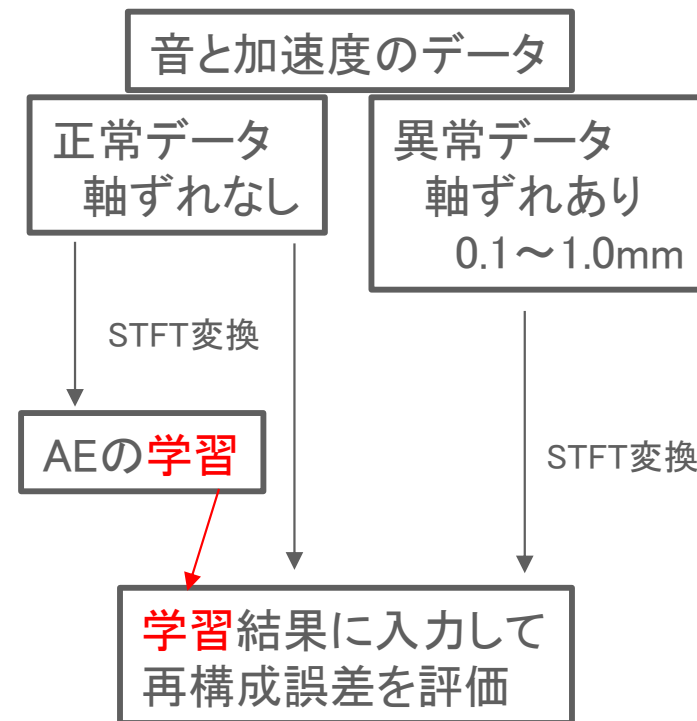 音と加速度のデータ
正常データ
軸ずれなし
異常データ
軸ずれあり
0.1～1.0mm
STFT変換
AEの学習
STFT変換
学習結果に入力して
再構成誤差を評価